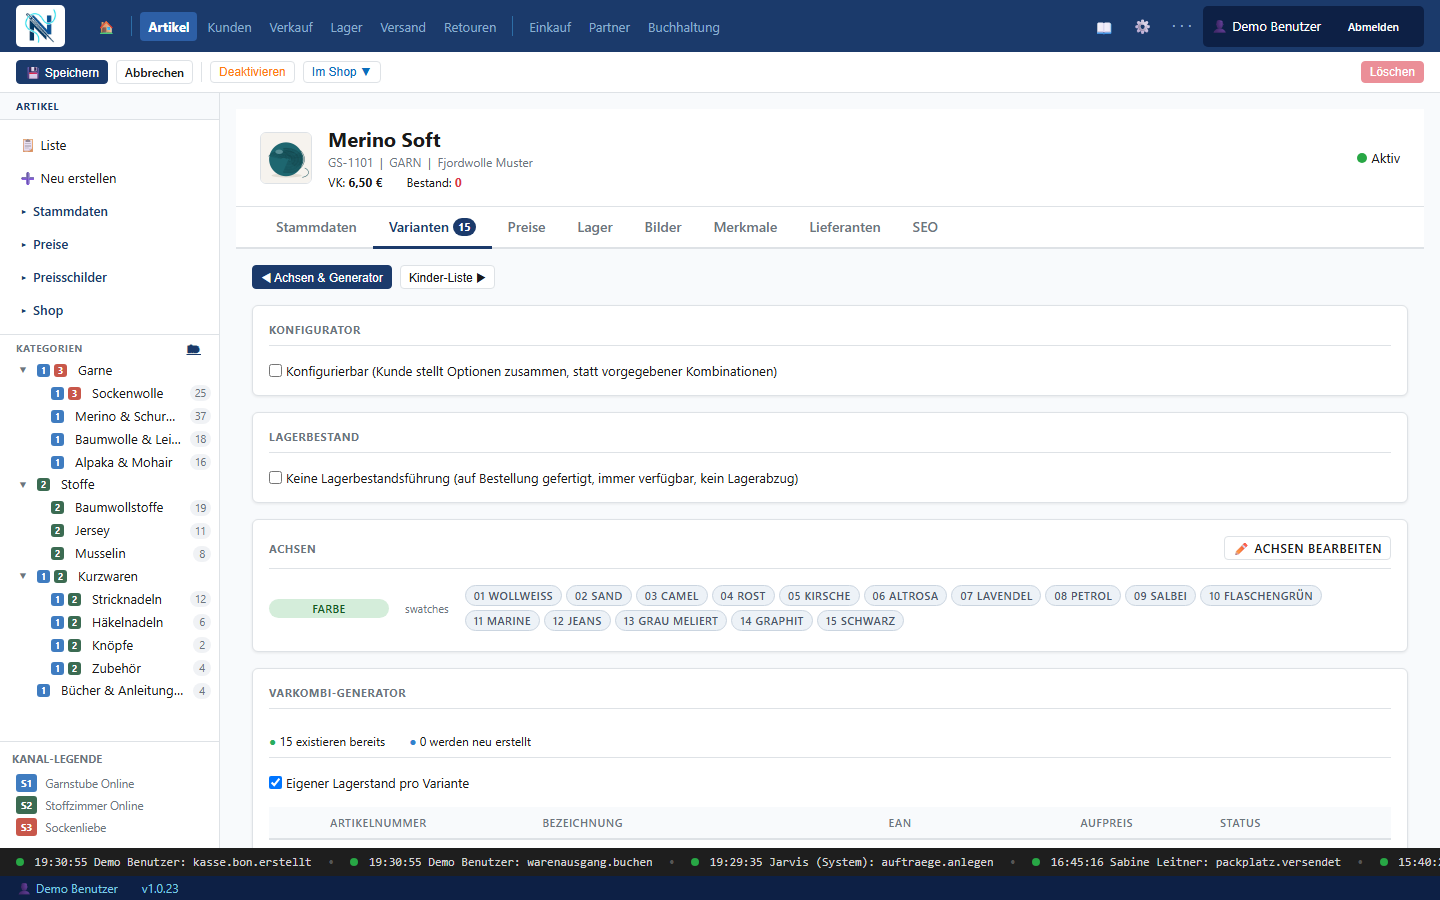 Artikel Kunden Verkauf Lager Versand Retouren Einkauf Partner Buchhaltung ··· Demo Benutzer Abmelden
Speichern Abbrechen Deaktivieren Im Shop ▼ Löschen
ARTIKEL
Liste
Neu erstellen
▸ Stammdaten
▸ Preise
▸ Preisschilder
▸ Shop
KATEGORIEN
▼ 1 3 Garne
1 3 Sockenwolle 25
1 Merino & Schur... 37
1 Baumwolle & Lei... 18
1 Alpaka & Mohair 16
▼ 2 Stoffe
2 Baumwollstoffe 19
2 Jersey 11
2 Musselin 8
▼ 1 2 Kurzwaren
1 2 Stricknadeln 12
1 2 Häkelnadeln 6
1 2 Knöpfe 2
1 2 Zubehör 4
1 Bücher & Anleitung... 4
KANAL-LEGENDE
S1 Garnstube Online
S2 Stoffzimmer Online
S3 Sockenliebe
Merino Soft
GS-1101 | GARN | Fjordwolle Muster
VK: 6,50 € Bestand: 0
Aktiv
Stammdaten Varianten 15 Preise Lager Bilder Merkmale Lieferanten SEO
◀ Achsen & Generator Kinder-Liste ▶
KONFIGURATOR
Konfigurierbar (Kunde stellt Optionen zusammen, statt vorgegebener Kombinationen)
LAGERBESTAND
Keine Lagerbestandsführung (auf Bestellung gefertigt, immer verfügbar, kein Lagerabzug)
ACHSEN ACHSEN BEARBEITEN
FARBE swatches 01 WOLLWEISS 02 SAND 03 CAMEL 04 ROST 05 KIRSCHE 06 ALTROSA 07 LAVENDEL 08 PETROL 09 SALBEI 10 FLASCHENGRÜN
11 MARINE 12 JEANS 13 GRAU MELIERT 14 GRAPHIT 15 SCHWARZ
VARKOMBI-GENERATOR
● 15 existieren bereits ● 0 werden neu erstellt
Eigener Lagerstand pro Variante
ARTIKELNUMMER BEZEICHNUNG EAN AUFPREIS STATUS
● 19:30:55 Demo Benutzer: kasse.bon.erstellt • ● 19:30:55 Demo Benutzer: warenausgang.buchen • ● 19:29:35 Jarvis (System): auftraege.anlegen • ● 16:45:16 Sabine Leitner: packplatz.versendet • ● 15:40:
Demo Benutzer v1.0.23